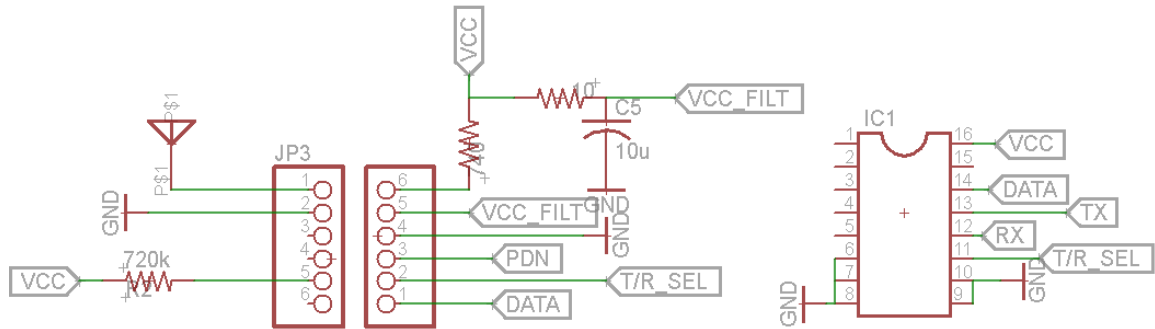 VCC
10
VCC_FILT
C5
10u
GND
P$1
P$1
JP3
1
2
3
4
5
6
GND
720k
R2
VCC
6
5
4
3
2
1
VCC_FILT
GND
PDN
T/R_SEL
DATA
IC1
1
2
3
4
5
6
7
8
16
15
14
13
12
11
10
9
VCC
DATA
TX
RX
T/R_SEL
GND
GND